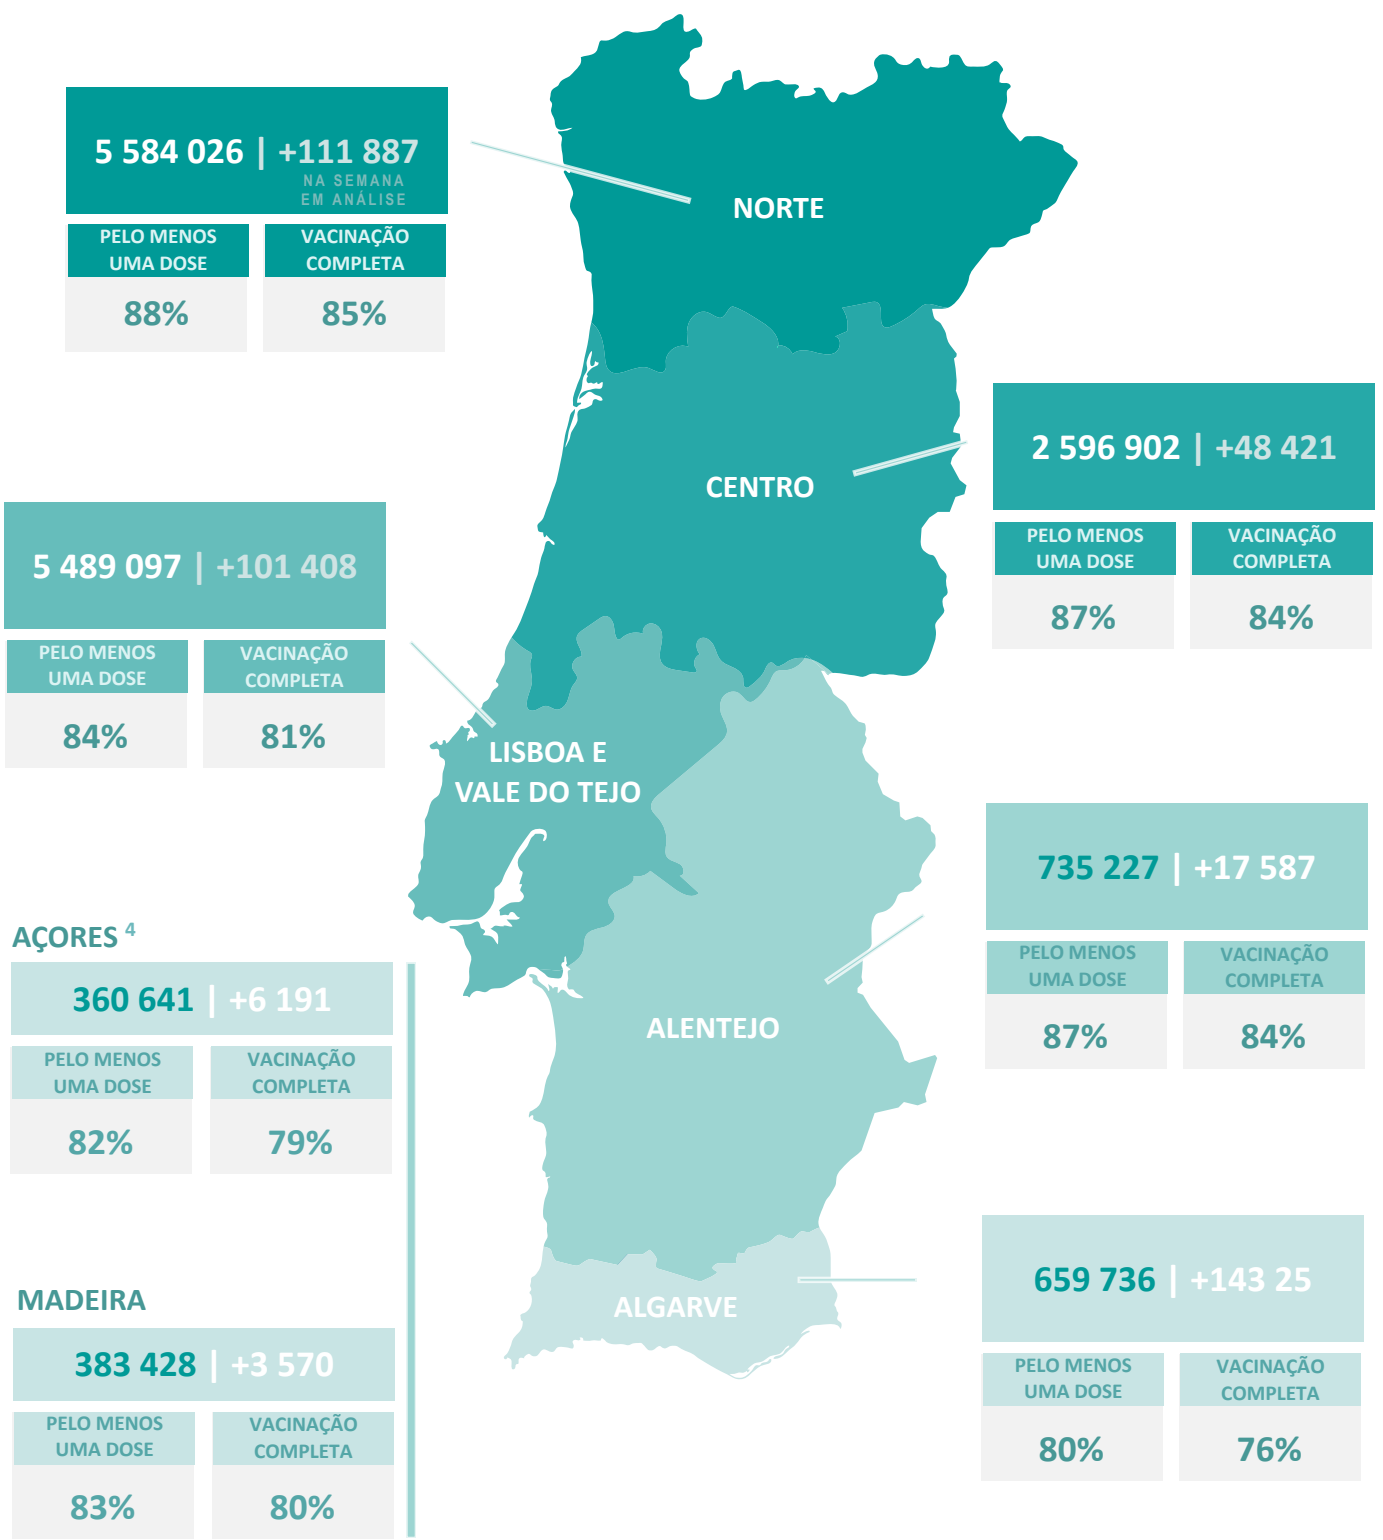 5 584 026 | +111 887
NA SEMANA
EM ANÁLISE
PELO MENOS
UMA DOSE
VACINAÇÃO
COMPLETA
88%
85%
NORTE
2 596 902 | +48 421
PELO MENOS
UMA DOSE
VACINAÇÃO
COMPLETA
87%
84%
CENTRO
5 489 097 | +101 408
PELO MENOS
UMA DOSE
VACINAÇÃO
COMPLETA
84%
81%
LISBOA E
VALE DO TEJO
735 227 | +17 587
PELO MENOS
UMA DOSE
VACINAÇÃO
COMPLETA
87%
84%
ALENTEJO
AÇORES 4
360 641 | +6 191
PELO MENOS
UMA DOSE
VACINAÇÃO
COMPLETA
82%
79%
659 736 | +143 25
PELO MENOS
UMA DOSE
VACINAÇÃO
COMPLETA
80%
76%
ALGARVE
MADEIRA
383 428 | +3 570
PELO MENOS
UMA DOSE
VACINAÇÃO
COMPLETA
83%
80%